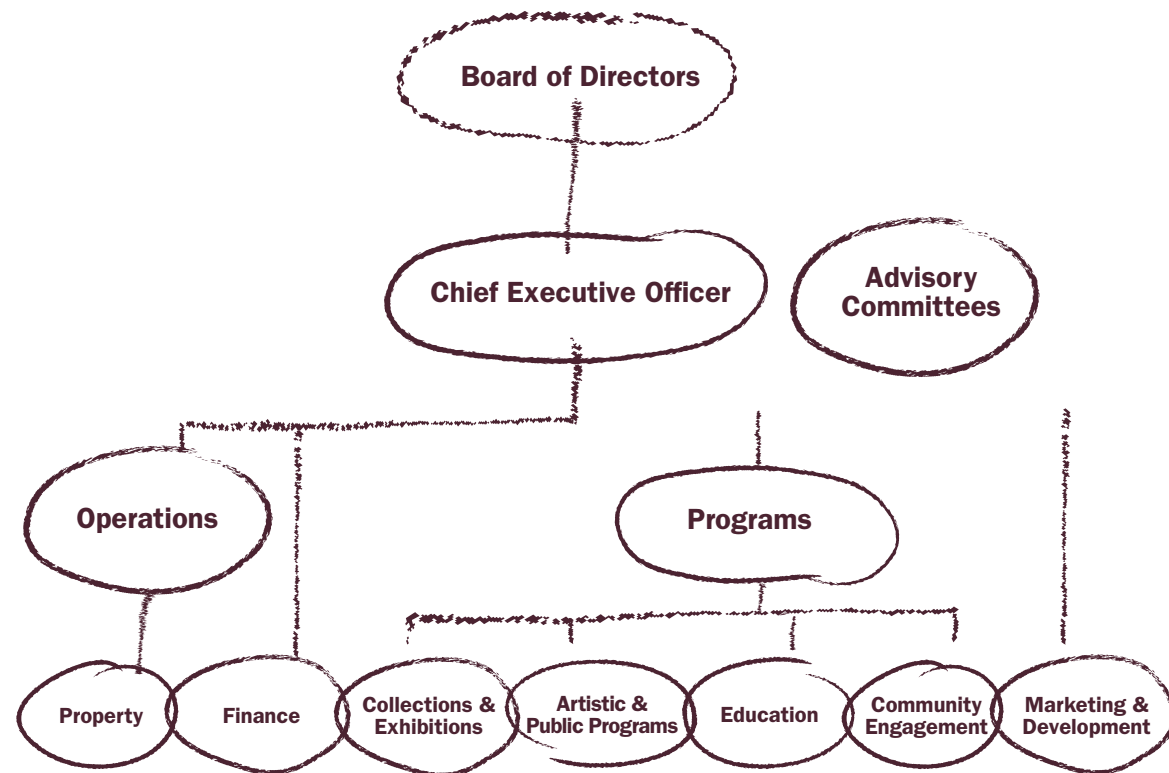 Board of Directors
Chief Executive Officer
Advisory
Committees
Operations
Programs
Property
Finance
Collections &
Exhibitions
Artistic &
Public Programs
Education
Community
Engagement
Marketing &
Development